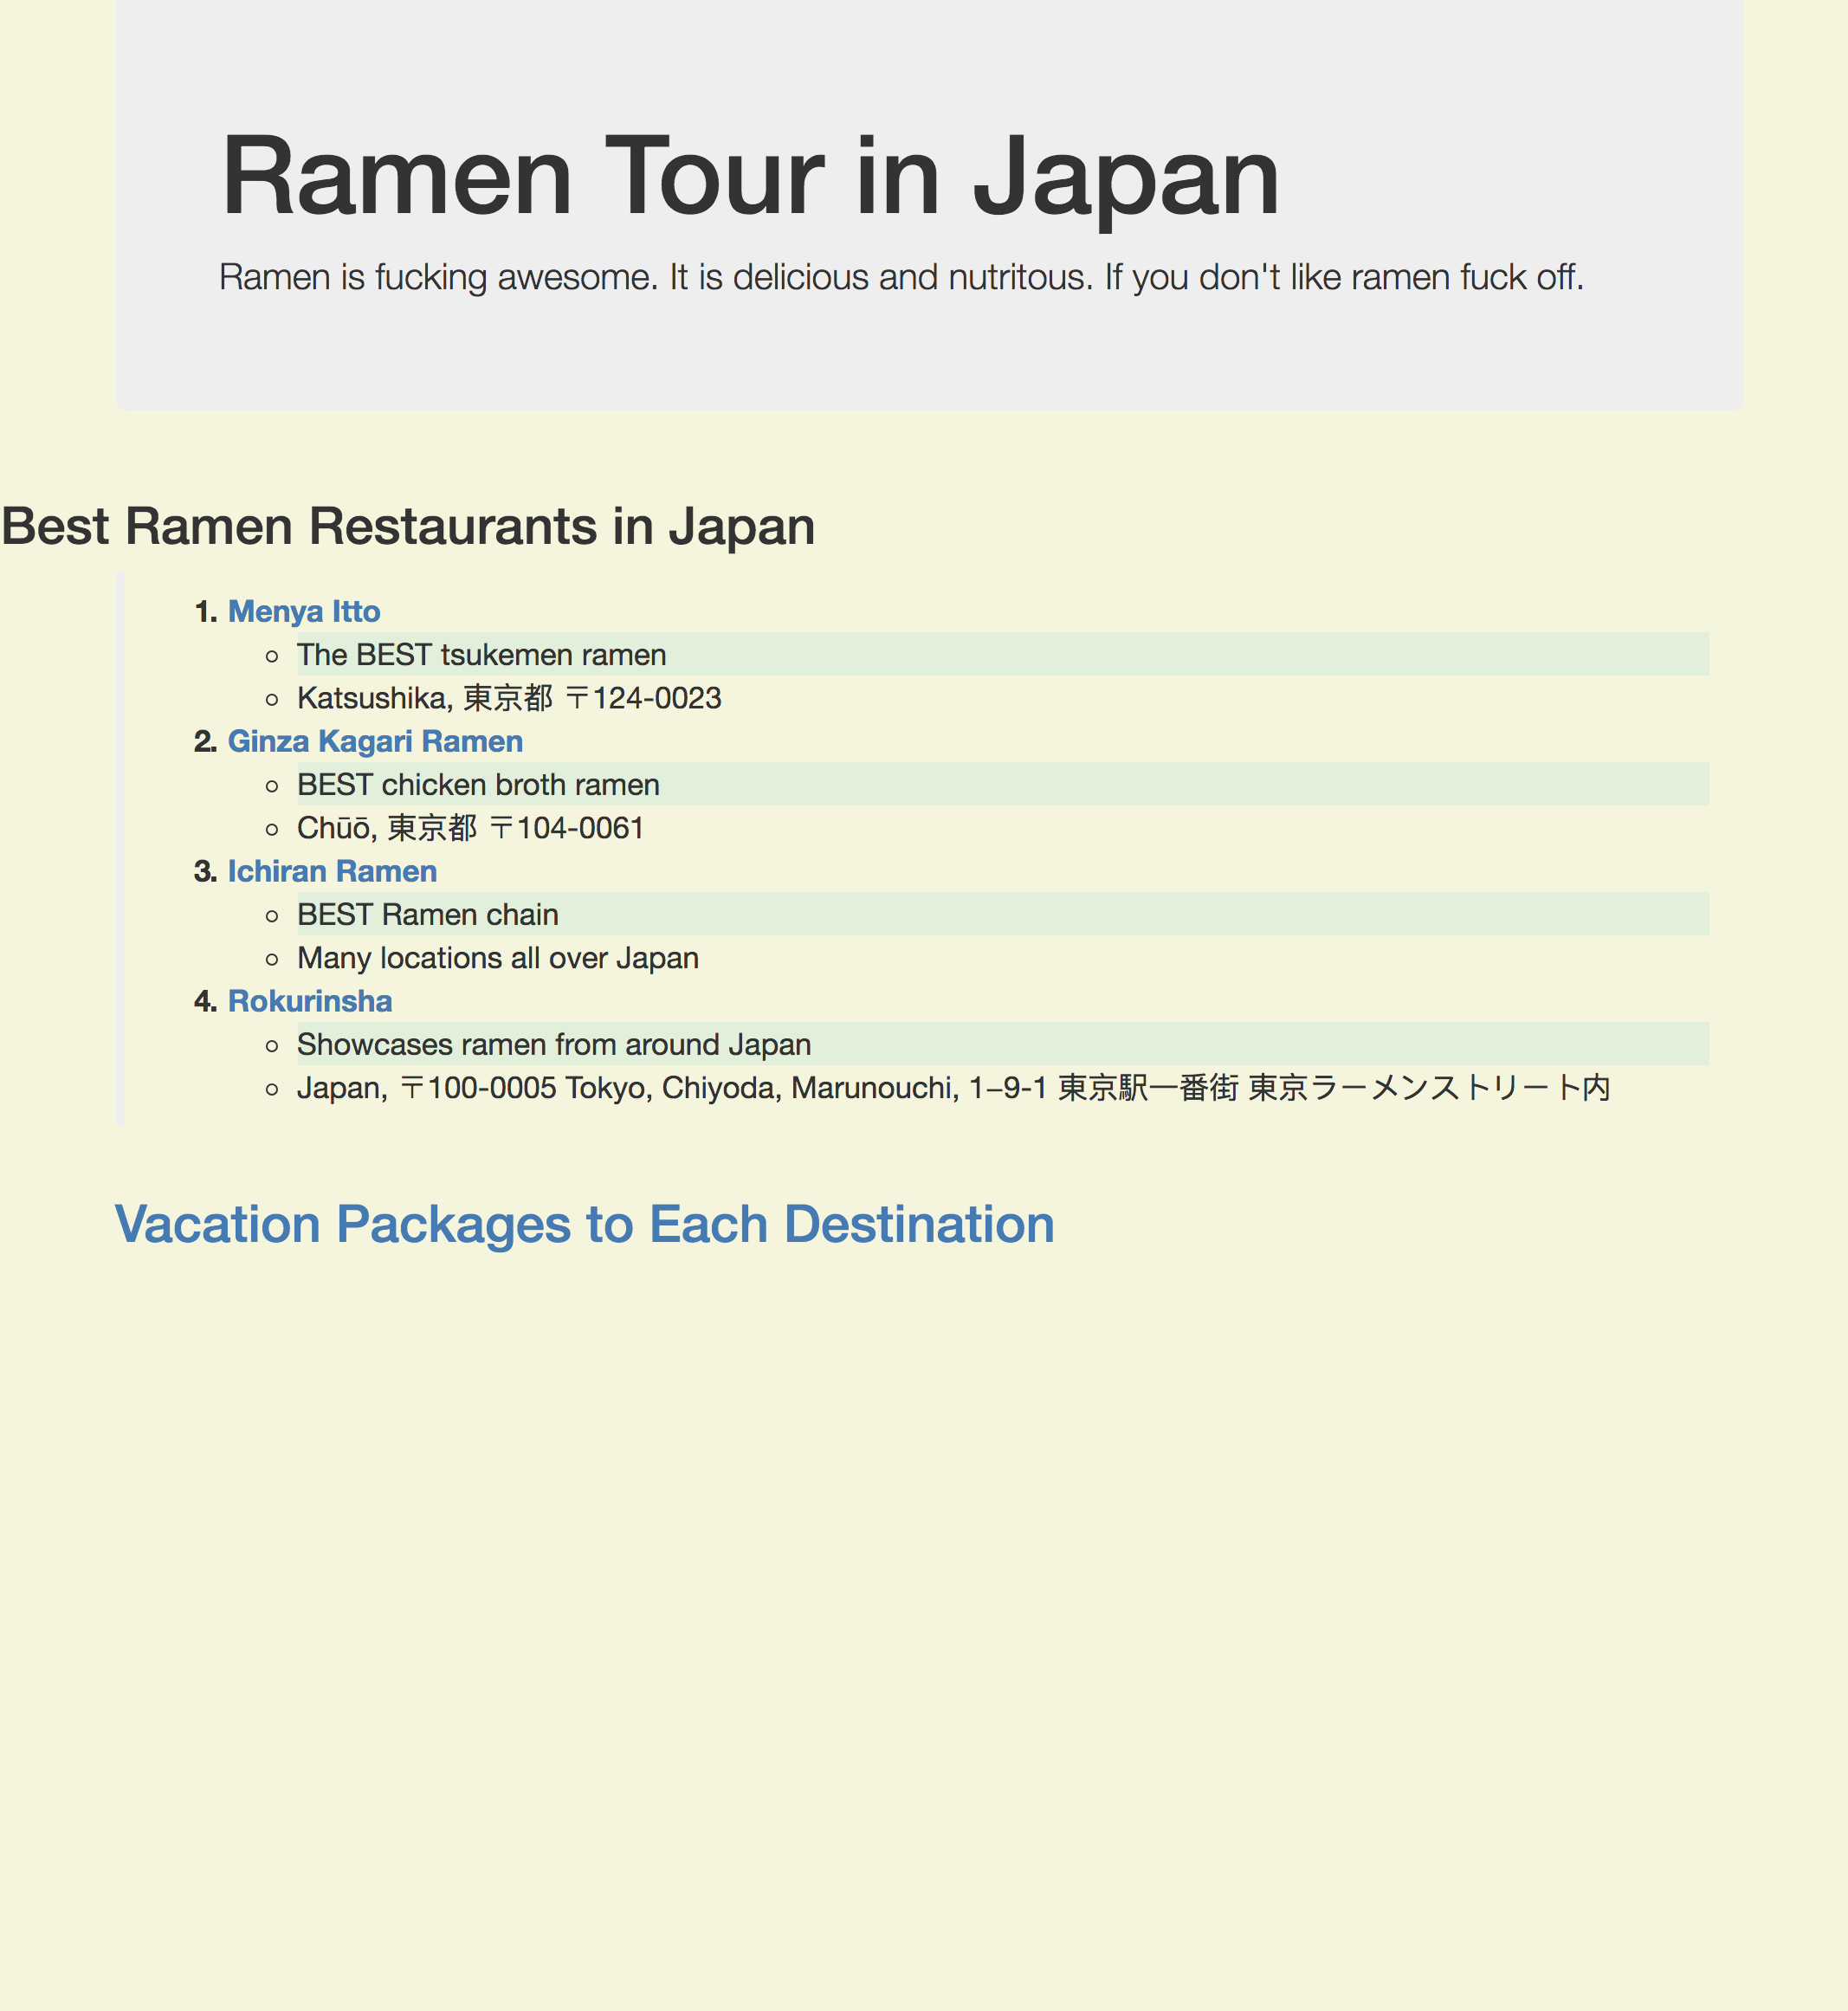 Ramen Tour in Japan
Ramen is fucking awesome. It is delicious and nutritous. If you don't like ramen fuck off.
Best Ramen Restaurants in Japan
1. Menya Itto
The BEST tsukemen ramen
Katsushika, 東京都 〒124-0023
2. Ginza Kagari Ramen
BEST chicken broth ramen
Chūō, 東京都 〒104-0061
3. Ichiran Ramen
BEST Ramen chain
Many locations all over Japan
4. Rokurinsha
Showcases ramen from around Japan
Japan, 〒100-0005 Tokyo, Chiyoda, Marunouchi, 1−9-1 東京駅一番街 東京ラーメンストリート内
Vacation Packages to Each Destination